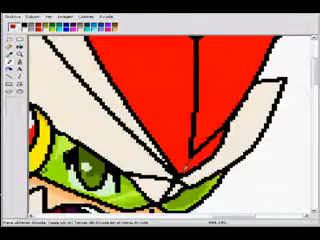 Archivo Edición Ver Imagen Colores Ayuda
Para obtener Ayuda, haga clic en Temas de Ayuda en el menú Ayuda.